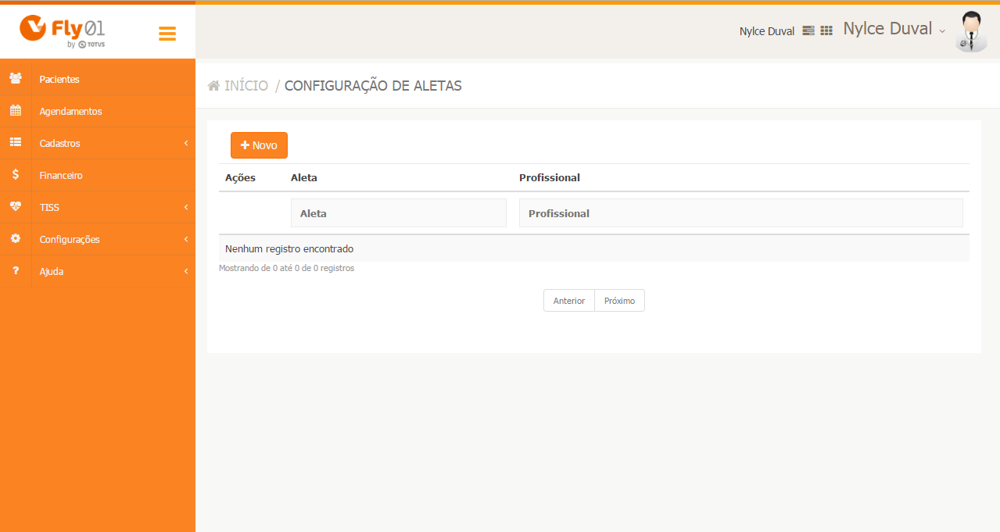 Fly01
by TOTVS
Nylce Duval
Nylce Duval
Pacientes
Agendamentos
Cadastros
Financeiro
TISS
Configurações
Ajuda
INÍCIO / CONFIGURAÇÃO DE ALETAS
Novo
Ações Aleta Profissional
Aleta Profissional
Nenhum registro encontrado
Mostrando de 0 até 0 de 0 registros
Anterior Próximo